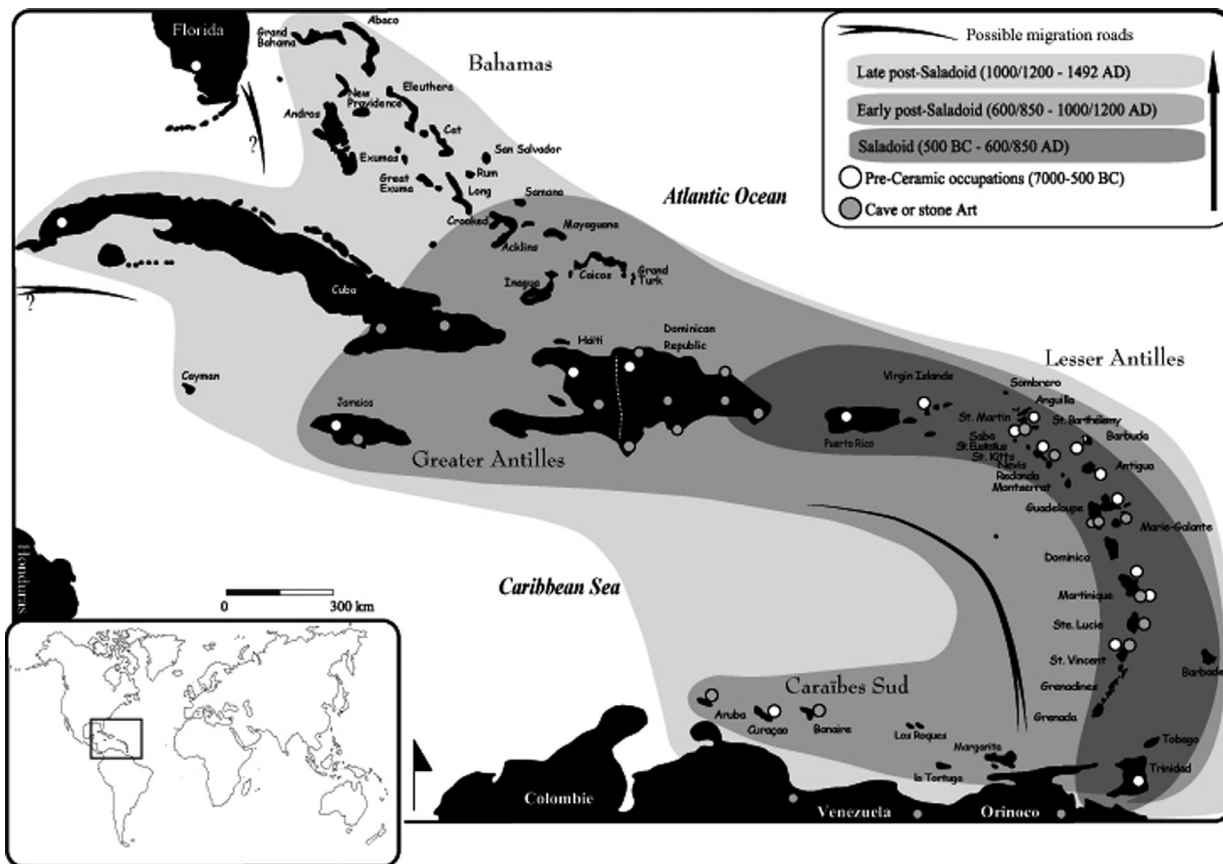 Florida
Grand
Bahama
Abaco
Bahamas
New
Providence
Eleuthera
Andros
Cat
Exumas
San Salvador
Great
Exuma
Rum
Long
Samana
Crooked
Mayaguana
Acklins
Inagua
Caicos
Grand
Turk
?
?
Atlantic Ocean
Possible migration roads
Late post-Saladoid (1000/1200 - 1492 AD)
Early post-Saladoid (600/850 - 1000/1200 AD)
Saladoid (500 BC - 600/850 AD)
Pre-Ceramic occupations (7000-500 BC)
Cave or stone Art
Cuba
Cayman
Jamaica
Haïti
Dominican
Republic
Greater Antilles
Puerto Rico
Virgin Islands
Lesser Antilles
Sombrero
Anguilla
St. Martin
St. Barthélemy
Saba
St. Eustatius
St. Kitts
Barbuda
Nevis
Redonda
Antigua
Montserrat
Guadeloupe
Marie-Galante
Dominica
Martinique
Ste. Lucie
St. Vincent
Barbade
Grenadines
Grenada
Tobago
Trinidad
Caribbean Sea
Caraïbes Sud
Aruba
Curaçao
Bonaire
Los Roques
Margarita
la Tortuga
Honduras
0 300 km
Colombie
Venezuela
Orinoco